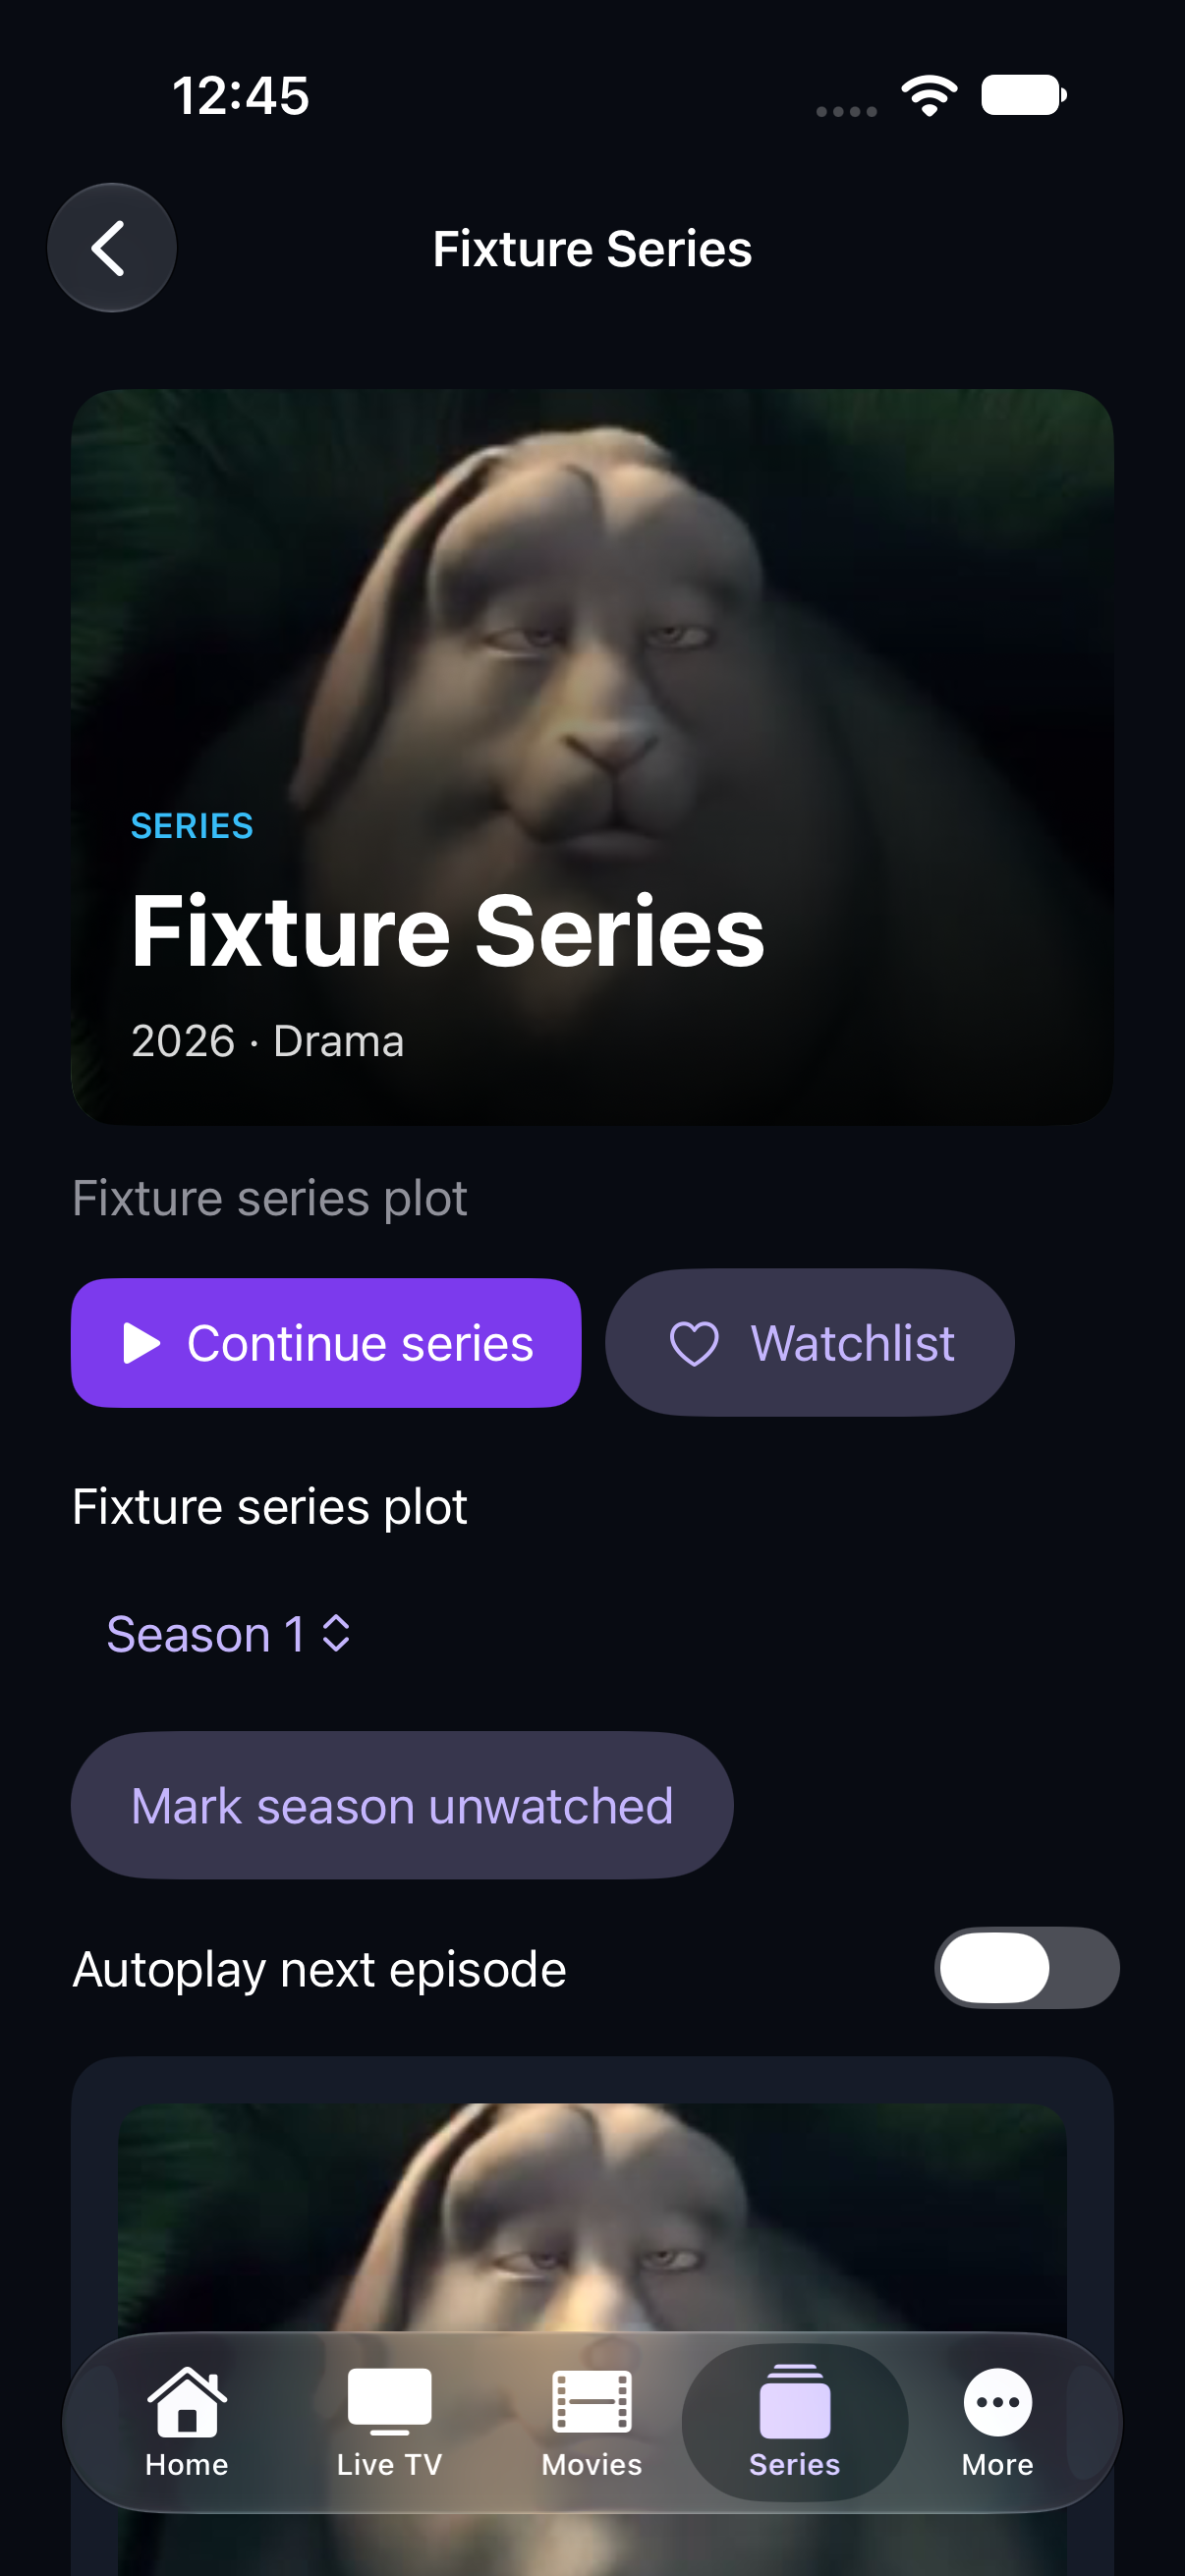 12:45
Fixture Series
SERIES
Fixture Series
2026 · Drama
Fixture series plot
Continue series
Watchlist
Fixture series plot
Season 1
Mark season unwatched
Autoplay next episode
Home
Live TV
Movies
Series
More